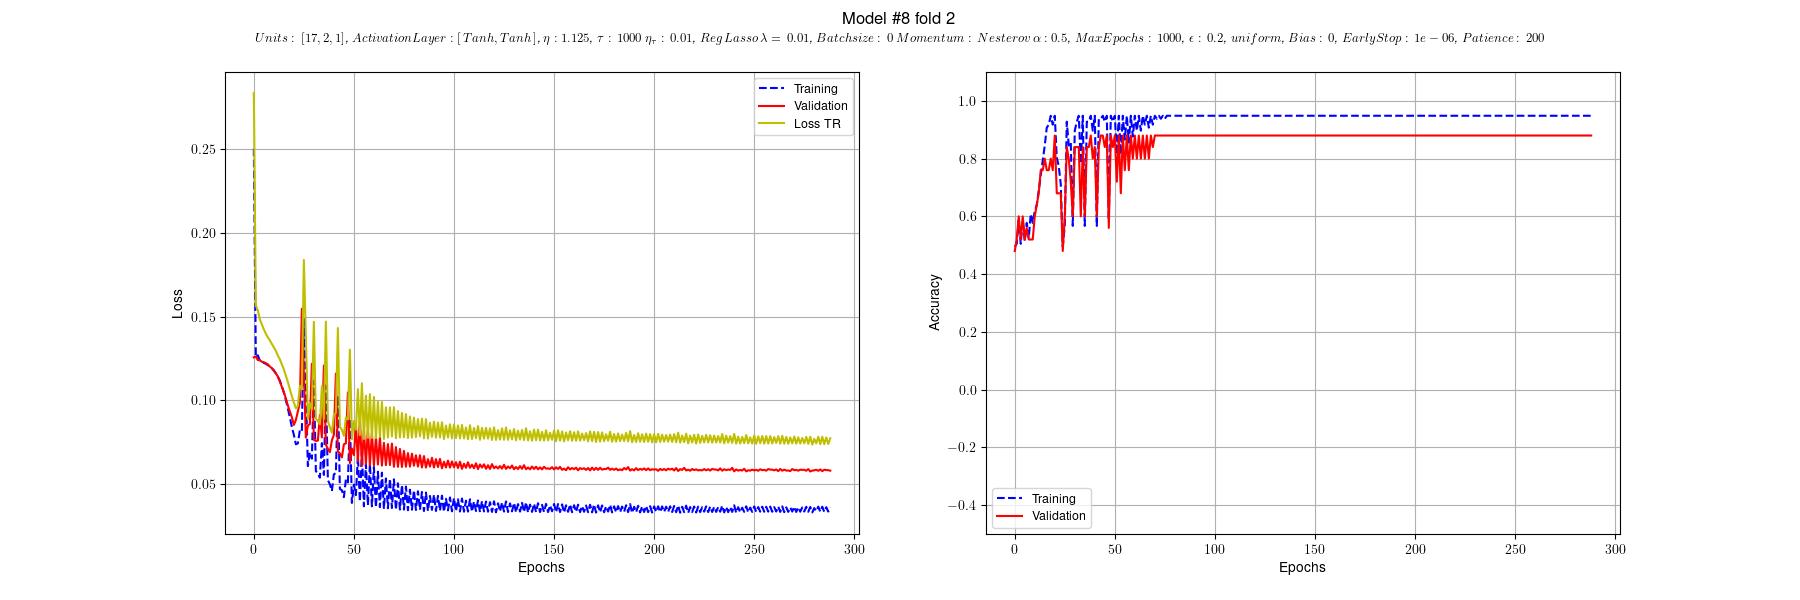 Model #8 fold 2
Units : [17, 2, 1], ActivationLayer : [Tanh, Tanh], η : 1.125, τ : 1000 ητ : 0.01, RegLasso λ = 0.01, Batchsize : 0 Momentum : Nesterov α : 0.5, MaxEpochs : 1000, ϵ : 0.2, uniform, Bias : 0, EarlyStop : 1e − 06, Patience : 200
Training
Validation
Loss TR
Loss
0.25
0.20
0.15
0.10
0.05
0 50 100 150 200 250 300
Epochs
Accuracy
1.0
0.8
0.6
0.4
0.2
0.0
−0.2
−0.4
Training
Validation
0 50 100 150 200 250 300
Epochs